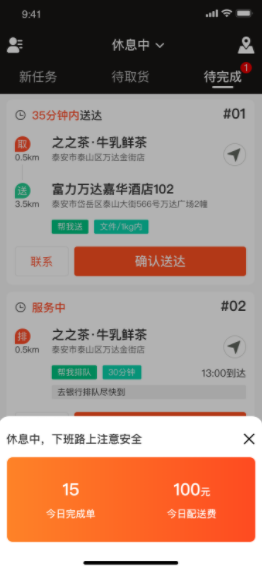 9:41
休息中
新任务 待取货 待完成 1
35分钟内送达 #01
取 之之茶·牛乳鲜茶
0.5km 泰安市泰山区万达金街店
送 富力万达嘉华酒店102
3.5km 泰安市岱岳区泰山大街566号万达广场2幢
帮我送 文件/1kg内
联系 确认送达
服务中 #02
排 之之茶·牛乳鲜茶
0.5km 泰安市泰山区万达金街店
帮我排队 30分钟 13:00到达
去银行排队尽快到
休息中，下班路上注意安全
15 100元
今日完成单 今日配送费